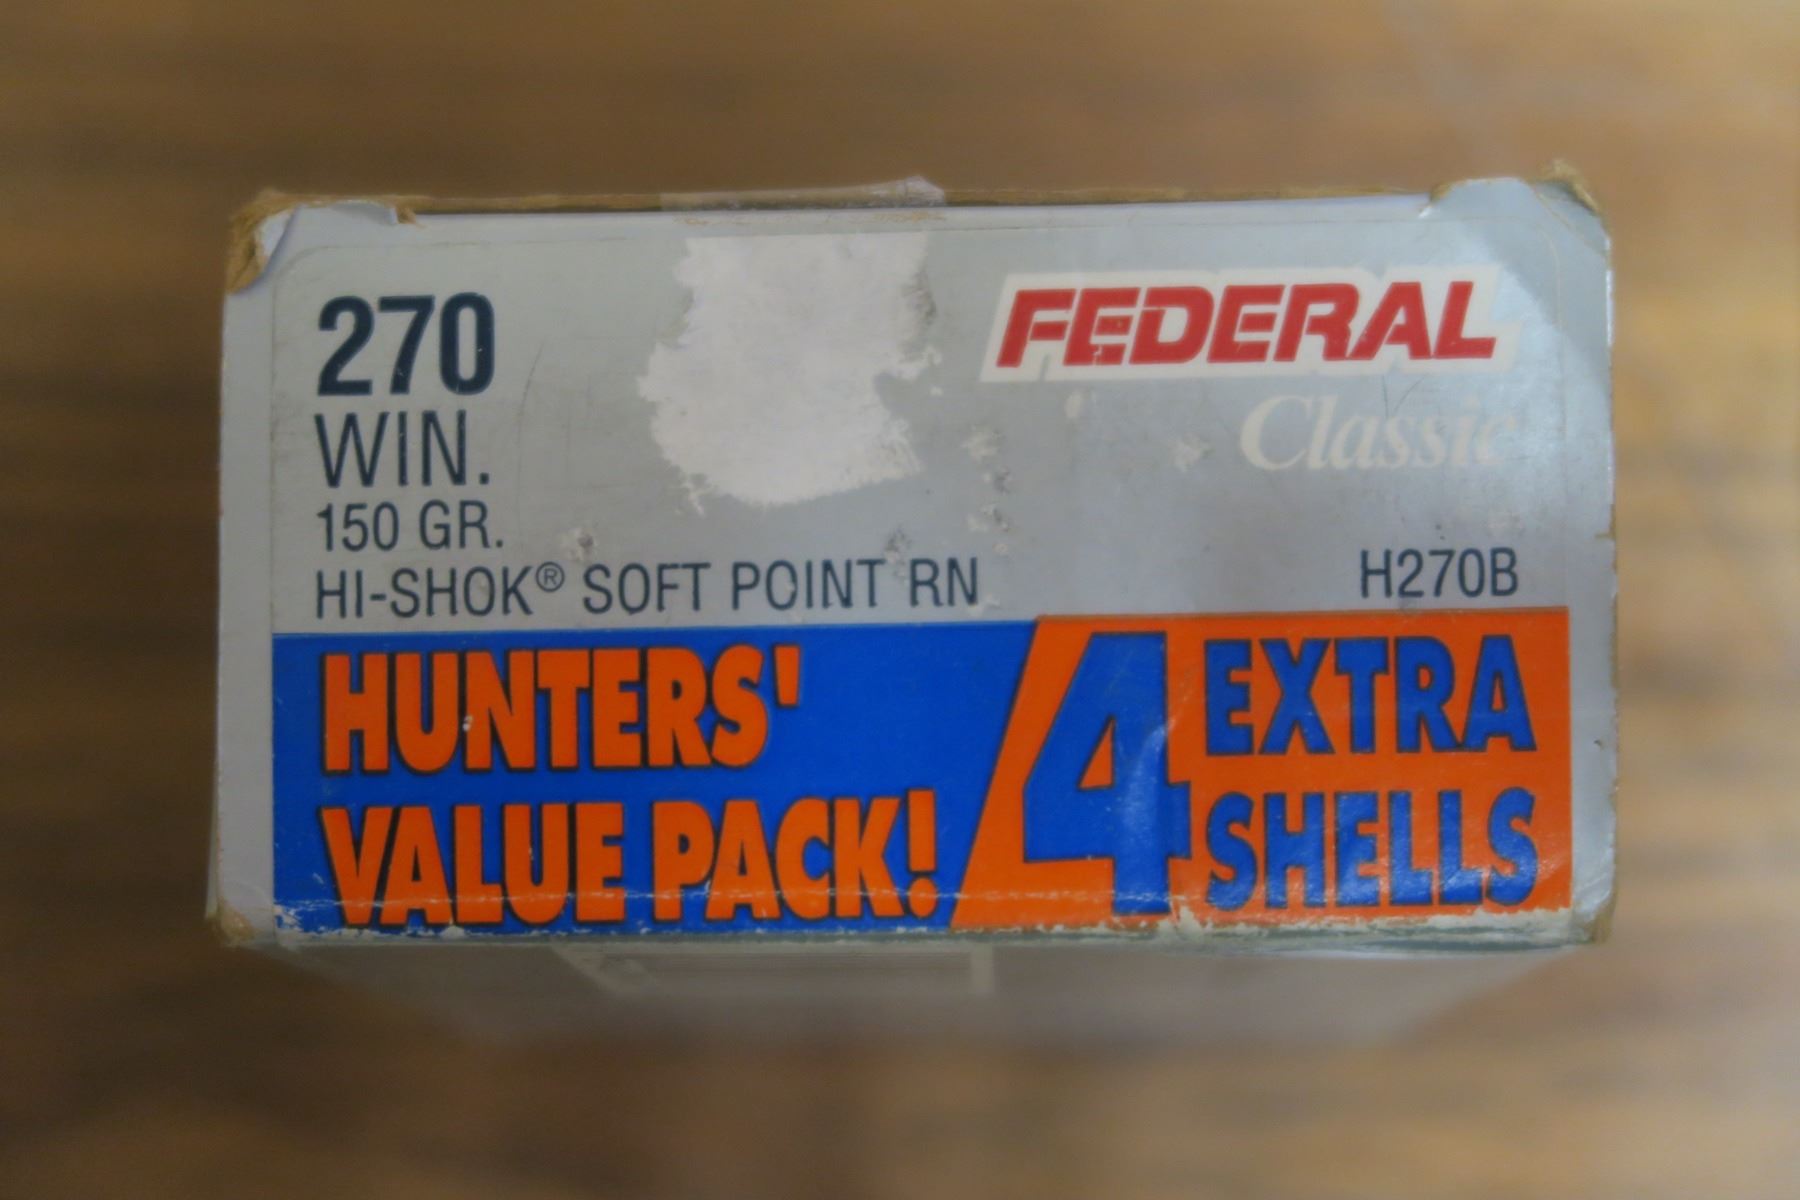 270
WIN.
150 GR.
HI-SHOK® SOFT POINT RN
FEDERAL
Classic
H270B
HUNTERS'
VALUE PACK!
4 EXTRA
SHELLS